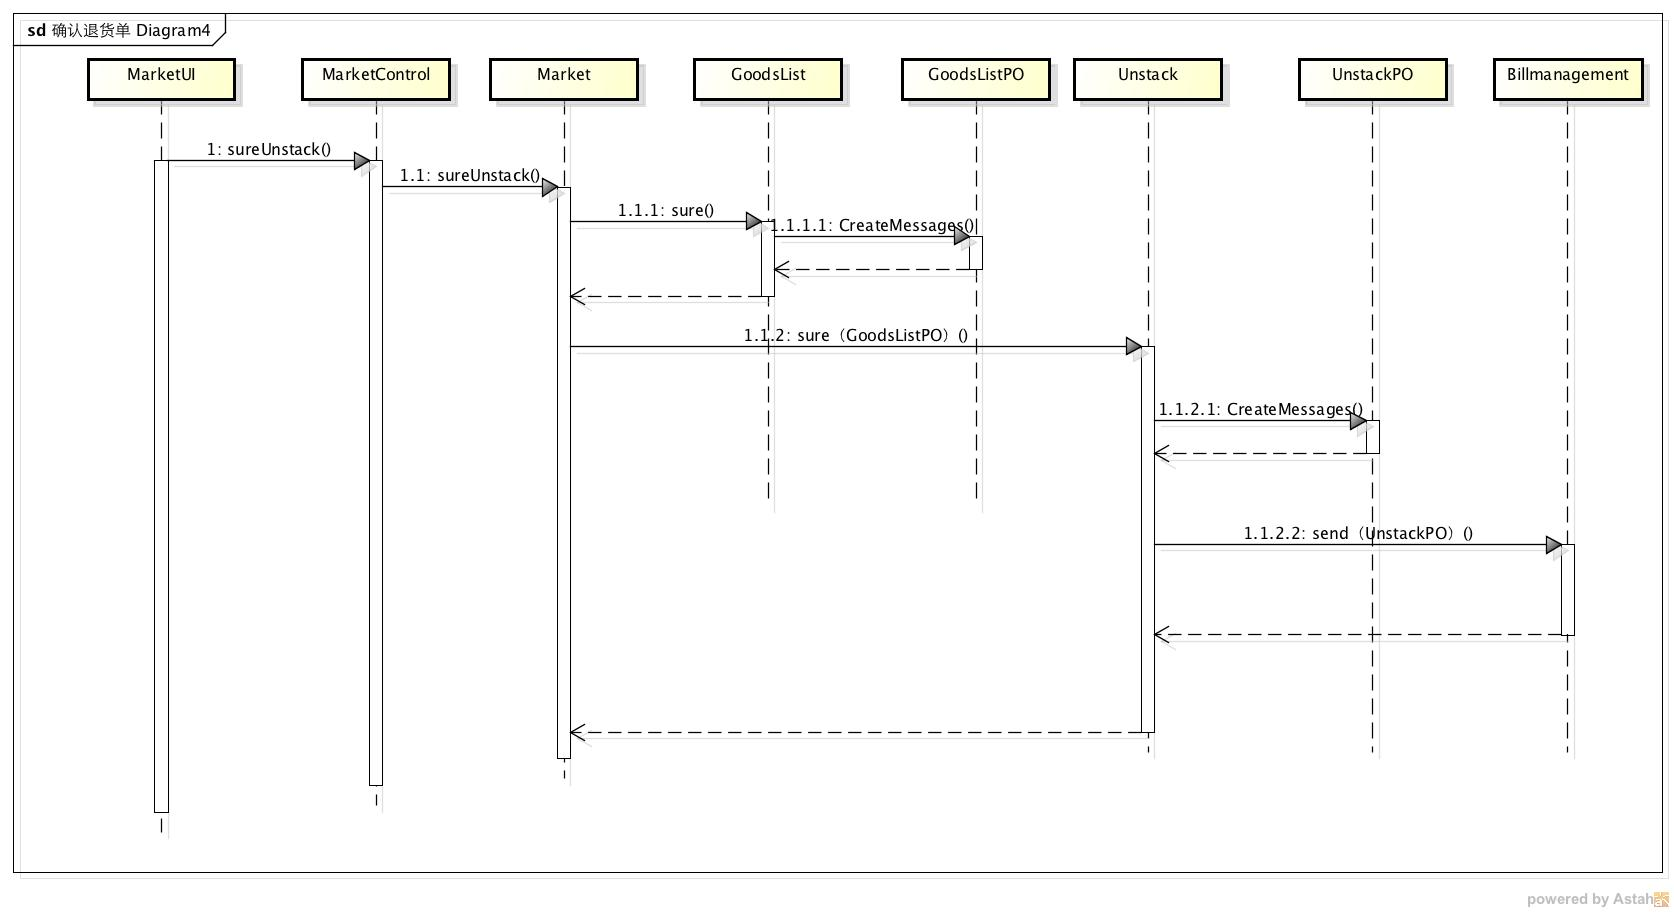 sd 确认退货单 Diagram4
MarketUI
MarketControl
Market
GoodsList
GoodsListPO
Unstack
UnstackPO
Billmanagement
1: sureUnstack()
1.1: sureUnstack()
1.1.1: sure()
1.1.1.1: CreateMessages()
1.1.2: sure（GoodsListPO）()
1.1.2.1: CreateMessages()
1.1.2.2: send（UnstackPO）()
powered by Astah